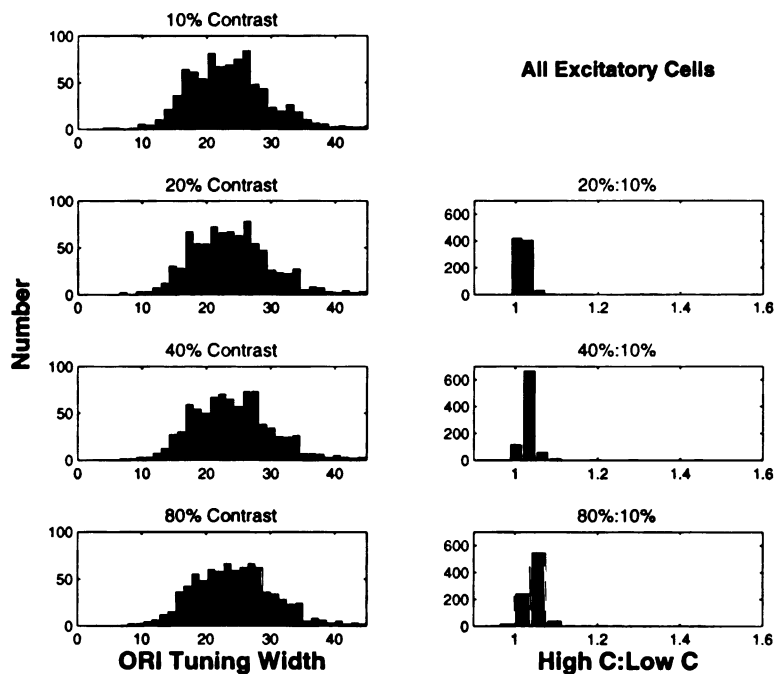 10% Contrast
100
50
0
0 10 20 30 40
All Excitatory Cells
20% Contrast
100
50
0
0 10 20 30 40
20%:10%
600
400
200
0
1 1.2 1.4 1.6
Number
40% Contrast
100
50
0
0 10 20 30 40
40%:10%
600
400
200
0
1 1.2 1.4 1.6
80% Contrast
100
50
0
0 10 20 30 40
ORI Tuning Width
80%:10%
600
400
200
0
1 1.2 1.4 1.6
High C:Low C